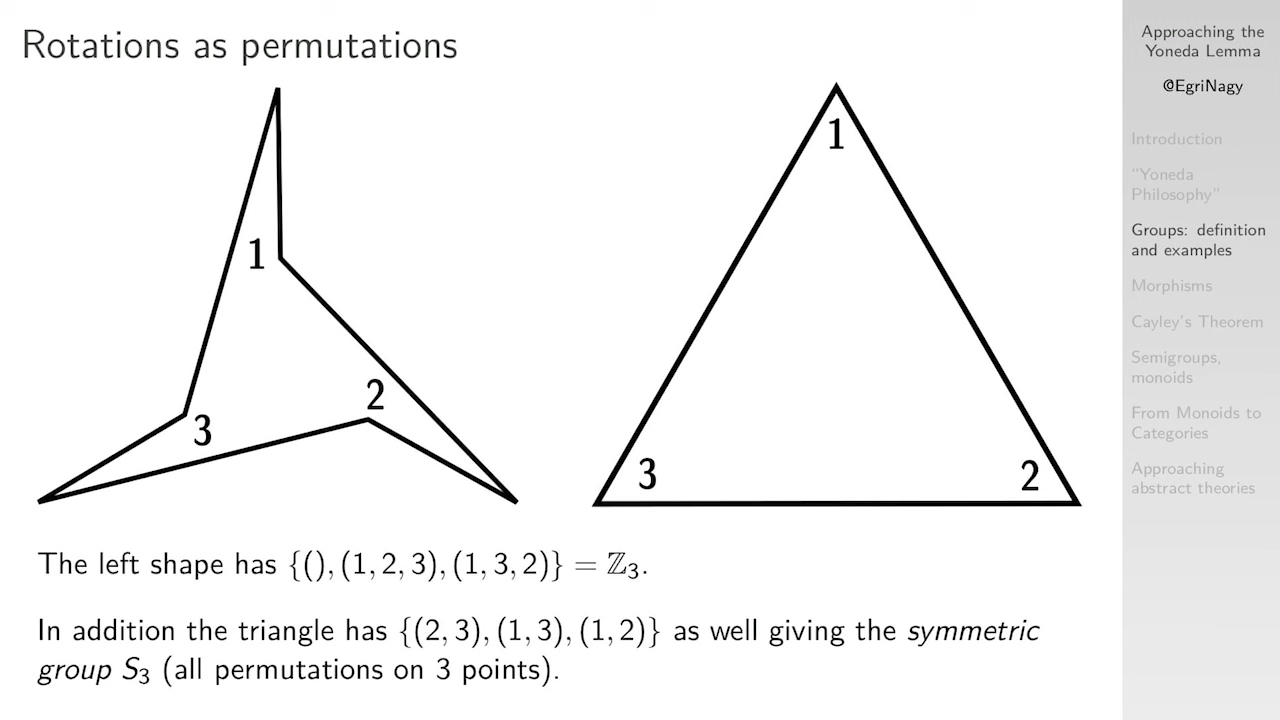 Rotations as permutations
1
2
3
1
3
2
The left shape has {(), (1, 2, 3), (1, 3, 2)} = ℤ₃.
In addition the triangle has {(2, 3), (1, 3), (1, 2)} as well giving the symmetric
group S₃ (all permutations on 3 points).
Approaching the
Yoneda Lemma
@EgriNagy
Introduction
“Yoneda
Philosophy”
Groups: definition
and examples
Morphisms
Cayley's Theorem
Semigroups,
monoids
From Monoids to
Categories
Approaching
abstract theories